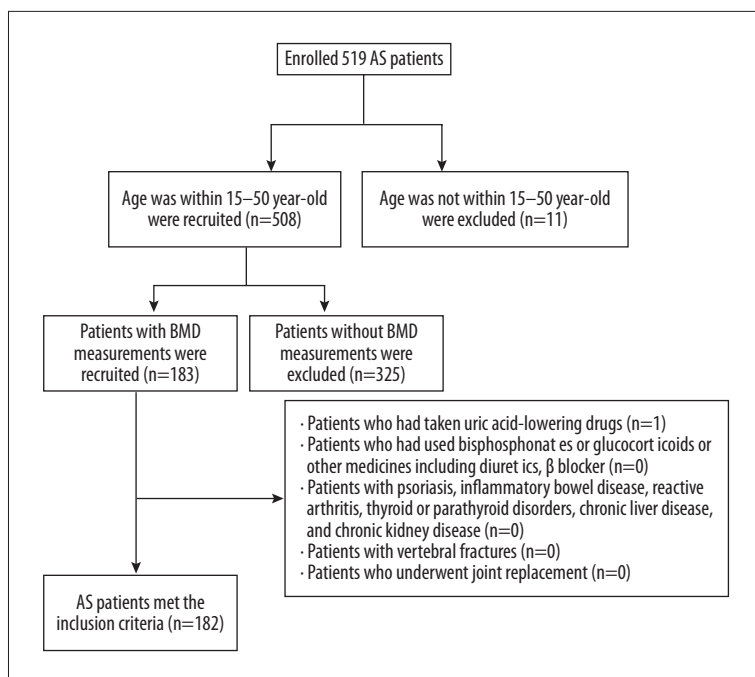 Enrolled 519 AS patients
Age was within 15–50 year-old
were recruited (n=508)
Age was not within 15–50 year-old
were excluded (n=11)
Patients with BMD
measurements were
recruited (n=183)
Patients without BMD
measurements were
excluded (n=325)
· Patients who had taken uric acid-lowering drugs (n=1)
· Patients who had used bisphosphonat es or glucocort icoids or
other medicines including diuret ics, β blocker (n=0)
· Patients with psoriasis, inflammatory bowel disease, reactive
arthritis, thyroid or parathyroid disorders, chronic liver disease,
and chronic kidney disease (n=0)
· Patients with vertebral fractures (n=0)
· Patients who underwent joint replacement (n=0)
AS patients met the
inclusion criteria (n=182)